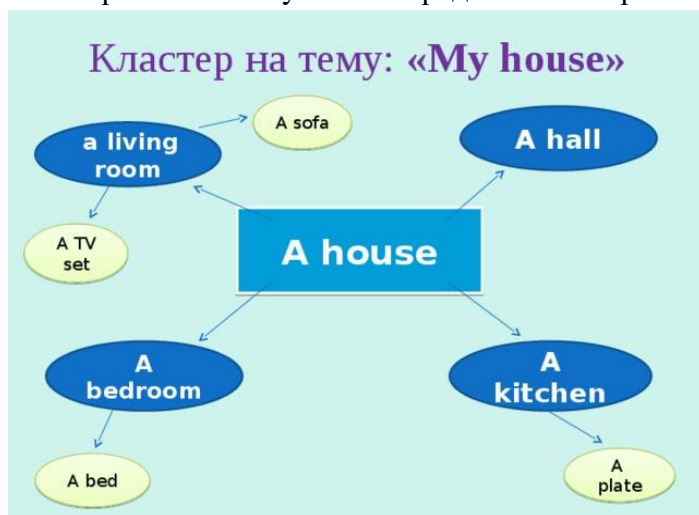 Кластер на тему: «My house»
A sofa
a living
room
A hall
A TV
set
A house
A
bedroom
A
kitchen
A bed
A
plate